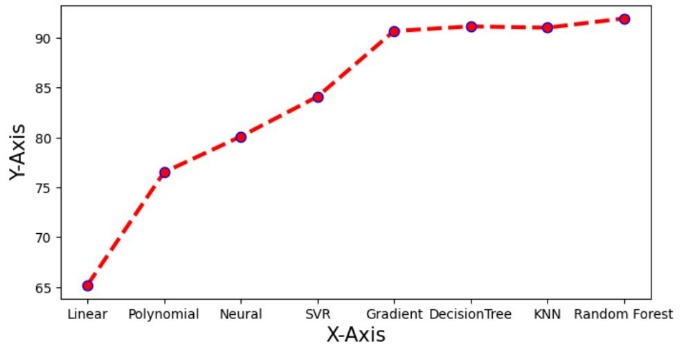 90
85
80
75
70
65
Y-Axis
Linear Polynomial Neural SVR Gradient DecisionTree KNN Random Forest
X-Axis